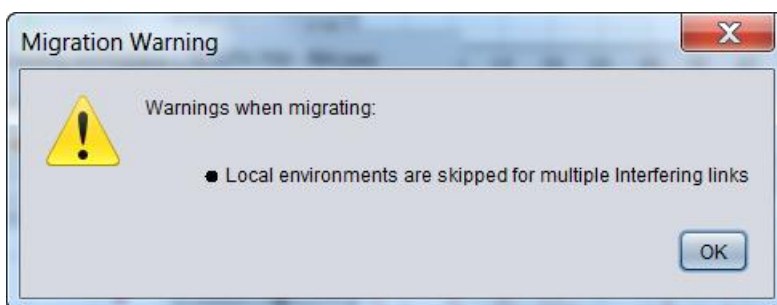 Migration Warning
Warnings when migrating:
● Local environments are skipped for multiple Interfering links
OK